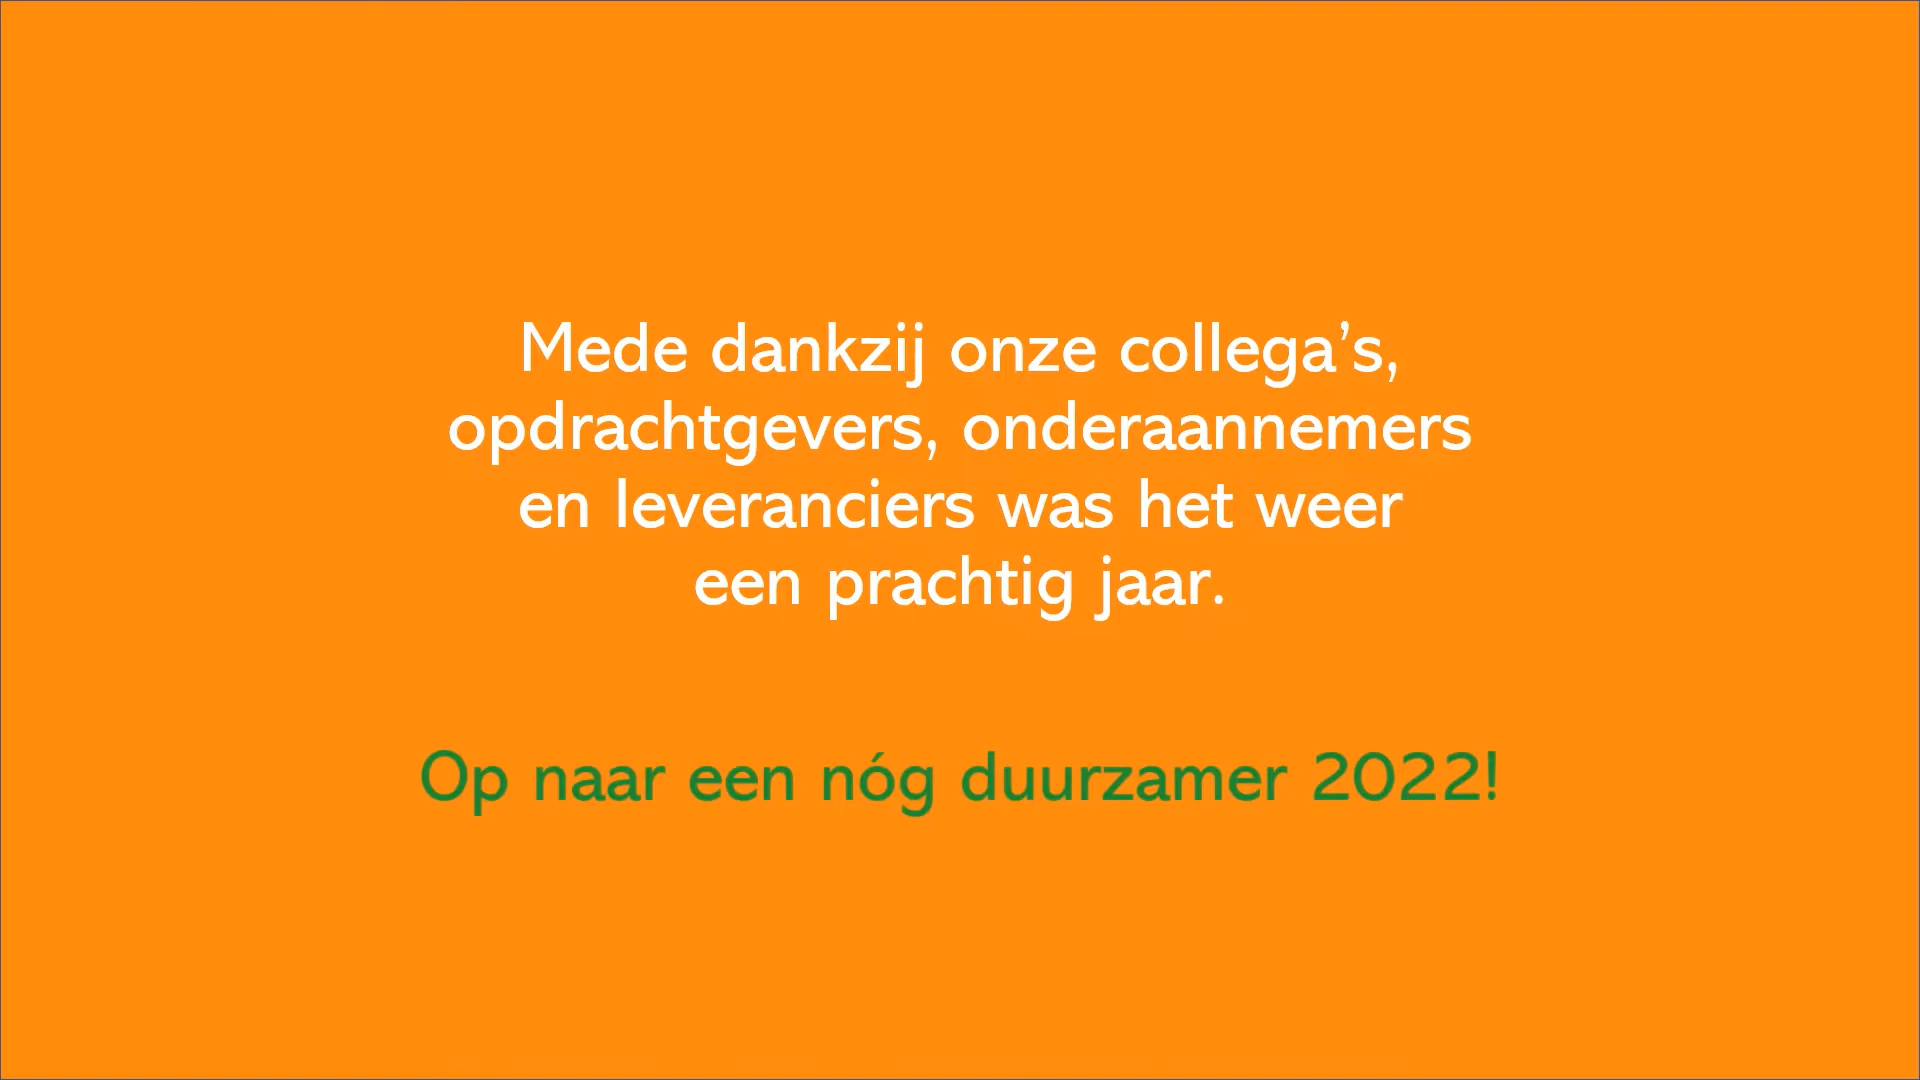 Mede dankzij onze collega’s,
opdrachtgevers, onderaannemers
en leveranciers was het weer
een prachtig jaar.
Op naar een nóg duurzamer 2022!